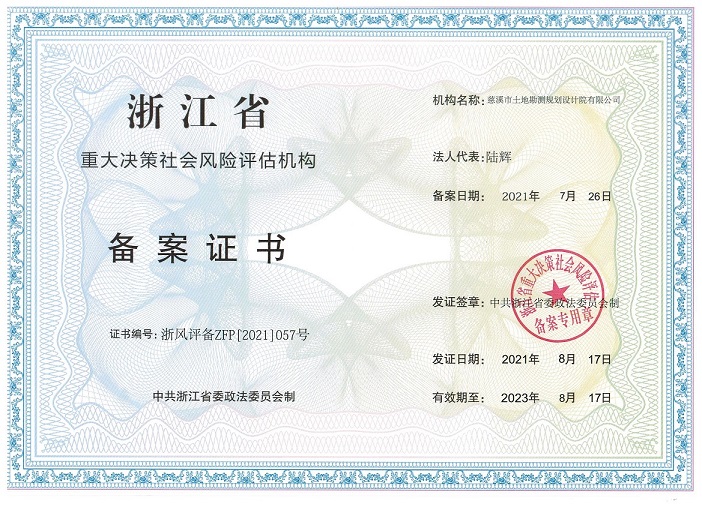 浙江省
重大决策社会风险评估机构
备案证书
证书编号：浙风评备ZFP[2021]057号
中共浙江省委政法委员会制
机构名称：慈溪市土地勘测规划设计院有限公司
法人代表：陆辉
备案日期： 2021年 7月 26日
发证签章：中共浙江省委政法委员会制
浙江省重大决策社会风险评估
备案专用章
发证日期： 2021年 8月 17日
有效期至： 2023年 8月 17日